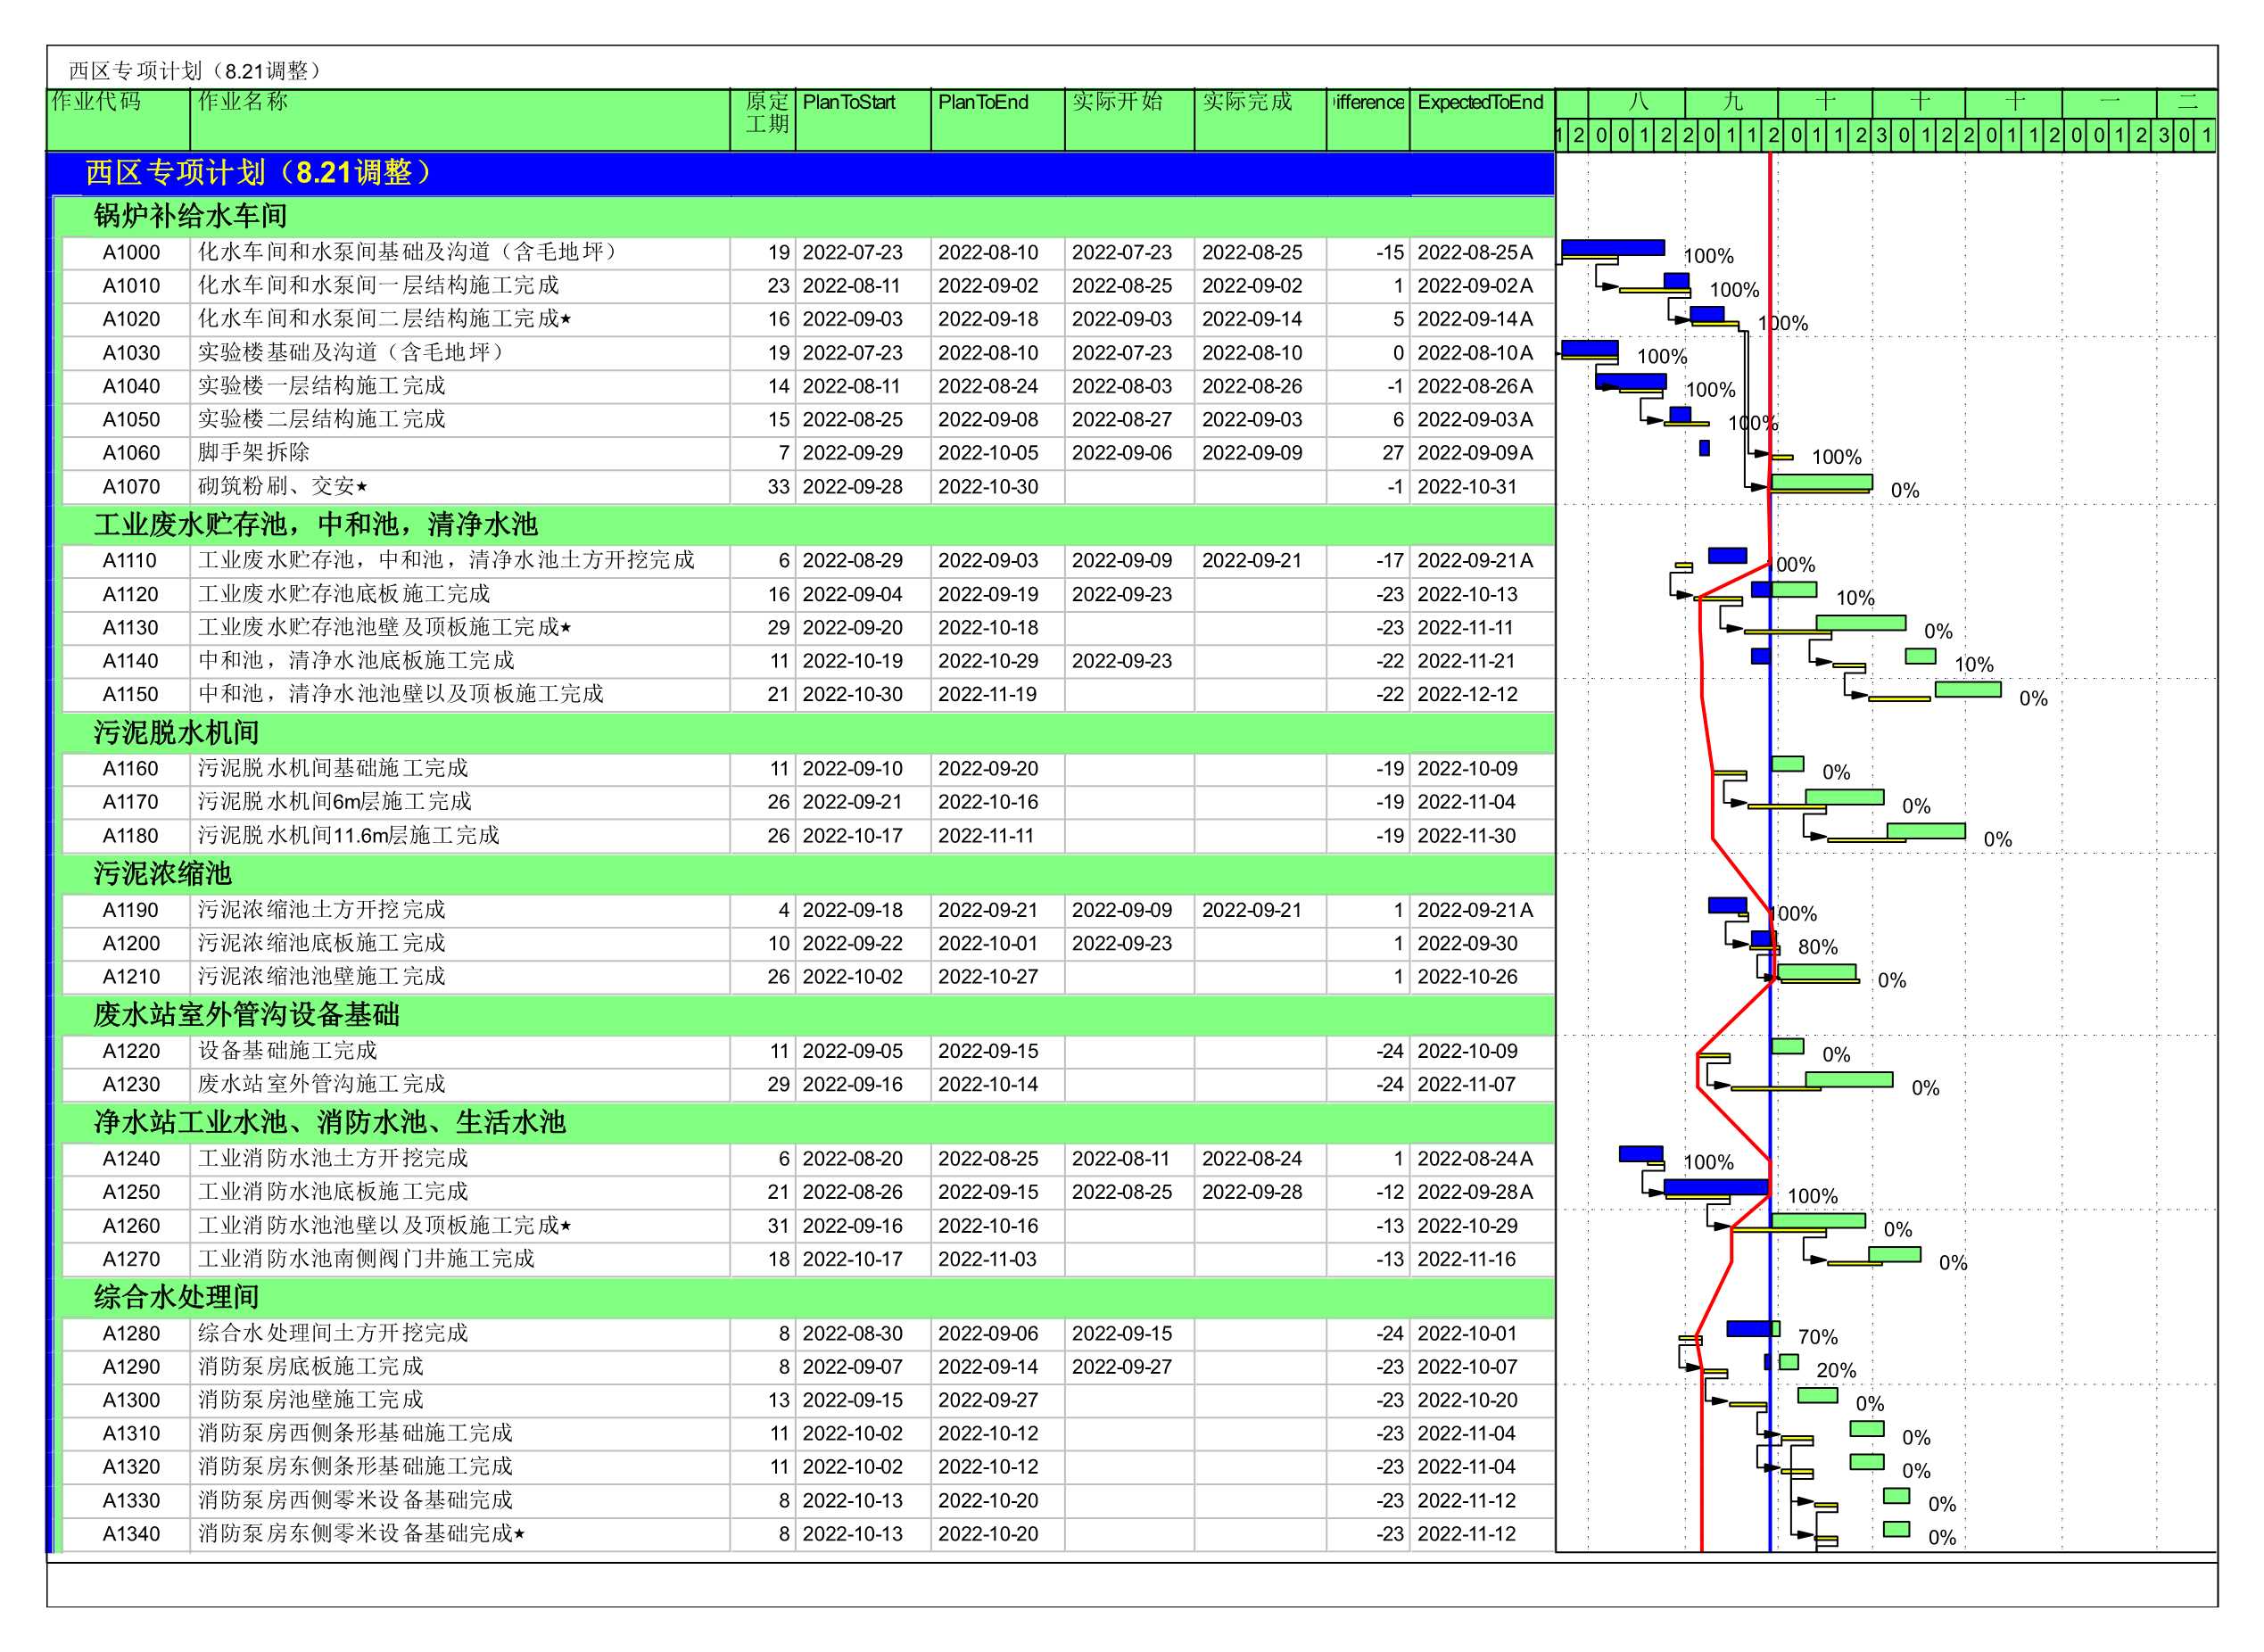 西区专项计划（8.21调整）
作业代码 作业名称 原定工期 PlanToStart PlanToEnd 实际开始 实际完成 ifference ExpectedToEnd 八 九 十 十 十 一 二
1 2 0 0 1 2 2 0 1 1 2 0 1 1 2 3 0 1 2 2 0 1 1 2 0 0 1 2 3 0 1
西区专项计划（8.21调整）
锅炉补给水车间
A1000 化水车间和水泵间基础及沟道（含毛地坪） 19 2022-07-23 2022-08-10 2022-07-23 2022-08-25 -15 2022-08-25A 100%
A1010 化水车间和水泵间一层结构施工完成 23 2022-08-11 2022-09-02 2022-08-25 2022-09-02 1 2022-09-02A 100%
A1020 化水车间和水泵间二层结构施工完成★ 16 2022-09-03 2022-09-18 2022-09-03 2022-09-14 5 2022-09-14A 100%
A1030 实验楼基础及沟道（含毛地坪） 19 2022-07-23 2022-08-10 2022-07-23 2022-08-10 0 2022-08-10A 100%
A1040 实验楼一层结构施工完成 14 2022-08-11 2022-08-24 2022-08-03 2022-08-26 -1 2022-08-26A 100%
A1050 实验楼二层结构施工完成 15 2022-08-25 2022-09-08 2022-08-27 2022-09-03 6 2022-09-03A 100%
A1060 脚手架拆除 7 2022-09-29 2022-10-05 2022-09-06 2022-09-09 27 2022-09-09A 100%
A1070 砌筑粉刷、交安★ 33 2022-09-28 2022-10-30 -1 2022-10-31 0%
工业废水贮存池，中和池，清净水池
A1110 工业废水贮存池，中和池，清净水池土方开挖完成 6 2022-08-29 2022-09-03 2022-09-09 2022-09-21 -17 2022-09-21A 100%
A1120 工业废水贮存池底板施工完成 16 2022-09-04 2022-09-19 2022-09-23 -23 2022-10-13 10%
A1130 工业废水贮存池池壁及顶板施工完成★ 29 2022-09-20 2022-10-18 -23 2022-11-11 0%
A1140 中和池，清净水池底板施工完成 11 2022-10-19 2022-10-29 2022-09-23 -22 2022-11-21 10%
A1150 中和池，清净水池池壁以及顶板施工完成 21 2022-10-30 2022-11-19 -22 2022-12-12 0%
污泥脱水机间
A1160 污泥脱水机间基础施工完成 11 2022-09-10 2022-09-20 -19 2022-10-09 0%
A1170 污泥脱水机间6m层施工完成 26 2022-09-21 2022-10-16 -19 2022-11-04 0%
A1180 污泥脱水机间11.6m层施工完成 26 2022-10-17 2022-11-11 -19 2022-11-30 0%
污泥浓缩池
A1190 污泥浓缩池土方开挖完成 4 2022-09-18 2022-09-21 2022-09-09 2022-09-21 1 2022-09-21A 100%
A1200 污泥浓缩池底板施工完成 10 2022-09-22 2022-10-01 2022-09-23 1 2022-09-30 80%
A1210 污泥浓缩池池壁施工完成 26 2022-10-02 2022-10-27 1 2022-10-26 0%
废水站室外管沟设备基础
A1220 设备基础施工完成 11 2022-09-05 2022-09-15 -24 2022-10-09 0%
A1230 废水站室外管沟施工完成 29 2022-09-16 2022-10-14 -24 2022-11-07 0%
净水站工业水池、消防水池、生活水池
A1240 工业消防水池土方开挖完成 6 2022-08-20 2022-08-25 2022-08-11 2022-08-24 1 2022-08-24A 100%
A1250 工业消防水池底板施工完成 21 2022-08-26 2022-09-15 2022-08-25 2022-09-28 -12 2022-09-28A 100%
A1260 工业消防水池池壁以及顶板施工完成★ 31 2022-09-16 2022-10-16 -13 2022-10-29 0%
A1270 工业消防水池南侧阀门井施工完成 18 2022-10-17 2022-11-03 -13 2022-11-16 0%
综合水处理间
A1280 综合水处理间土方开挖完成 8 2022-08-30 2022-09-06 2022-09-15 -24 2022-10-01 70%
A1290 消防泵房底板施工完成 8 2022-09-07 2022-09-14 2022-09-27 -23 2022-10-07 20%
A1300 消防泵房池壁施工完成 13 2022-09-15 2022-09-27 -23 2022-10-20 0%
A1310 消防泵房西侧条形基础施工完成 11 2022-10-02 2022-10-12 -23 2022-11-04 0%
A1320 消防泵房东侧条形基础施工完成 11 2022-10-02 2022-10-12 -23 2022-11-04 0%
A1330 消防泵房西侧零米设备基础完成 8 2022-10-13 2022-10-20 -23 2022-11-12 0%
A1340 消防泵房东侧零米设备基础完成★ 8 2022-10-13 2022-10-20 -23 2022-11-12 0%